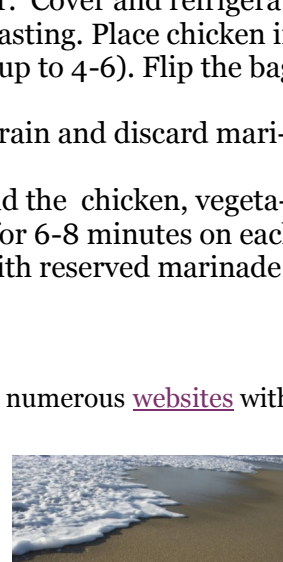 r. Cover and refrigera
asting. Place chicken i
up to 4-6). Flip the bag
rain and discard mari-
d the chicken, vegeta-
for 6-8 minutes on each
ith reserved marinade
numerous websites with